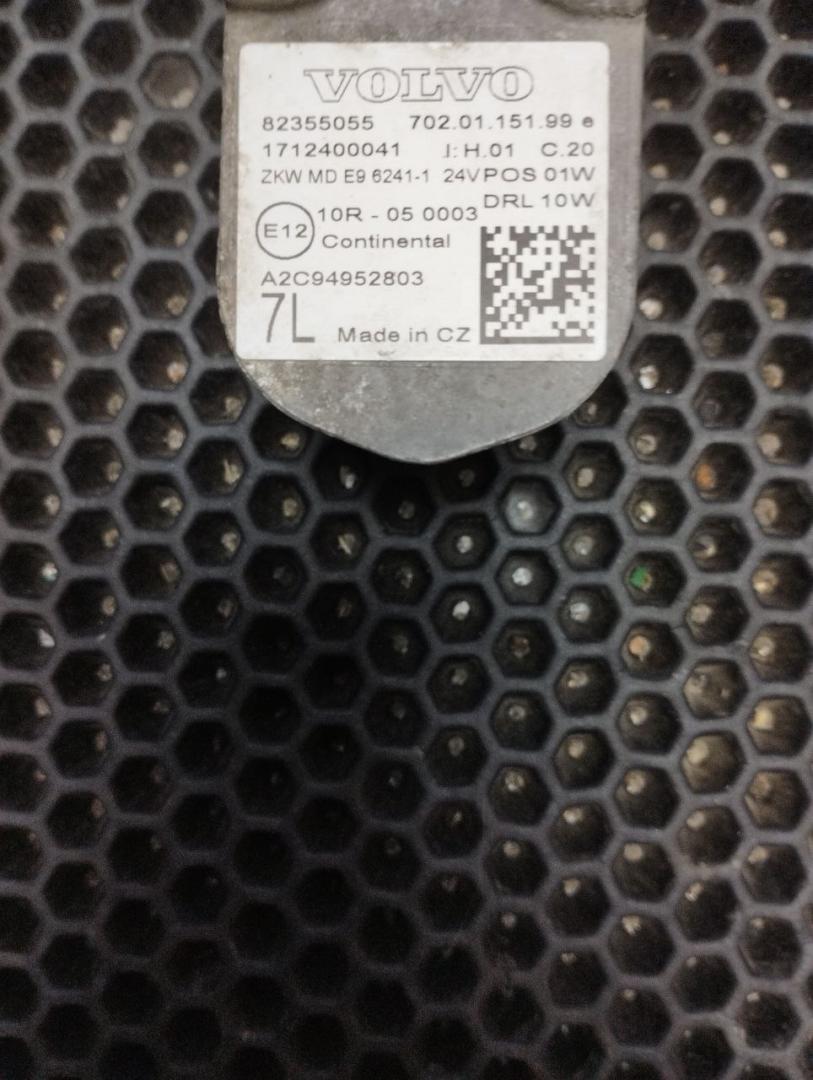 VOLVO
82355055 702.01.151.99 e
1712400041 I: H.01 C.20
ZKW MD E9 6241-1 24V POS 01W
DRL 10W
E12 10R - 05 0003
Continental
A2C94952803
7L Made in CZ